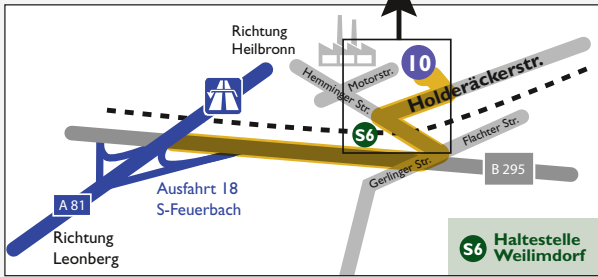 Richtung
Heilbronn
10
Motorstr.
Hemminger Str.
Holderäckerstr.
S6
Flachter Str.
Gerlinger Str.
B 295
Ausfahrt 18
S-Feuerbach
A 81
Richtung
Leonberg
S6
Haltestelle
Weilimdorf